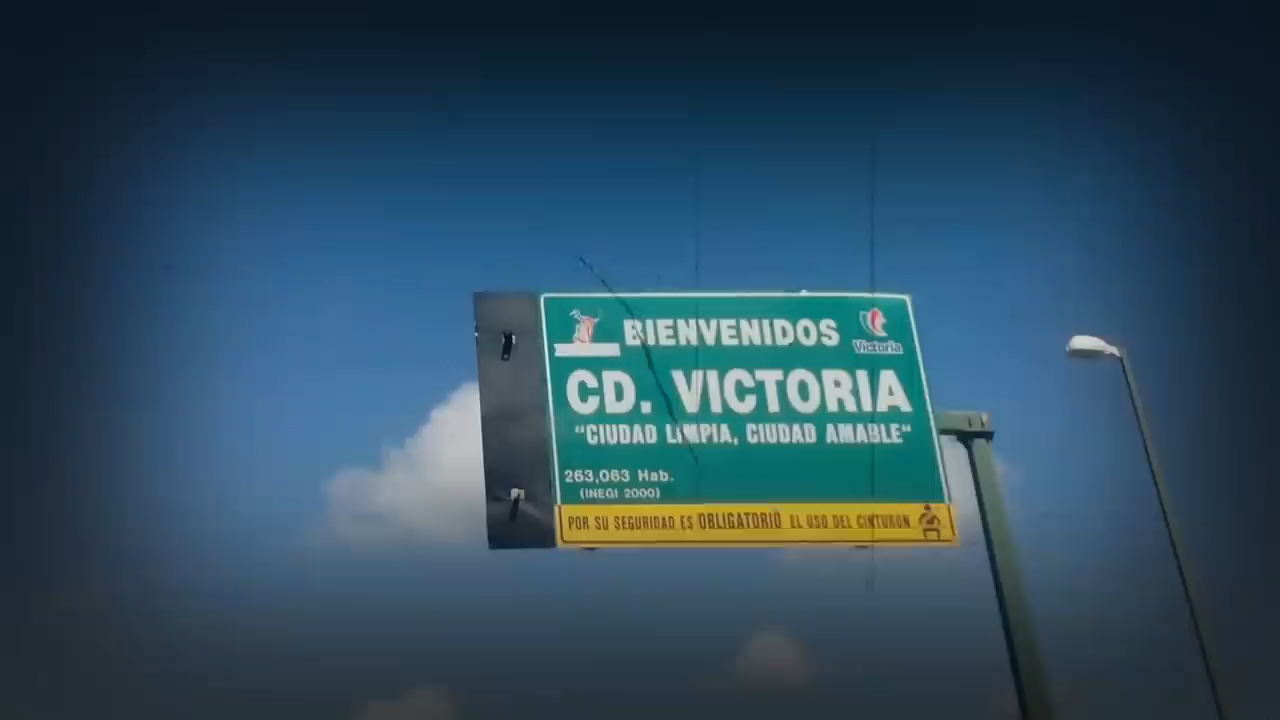 BIENVENIDOS
Victoria
CD. VICTORIA
"CIUDAD LIMPIA, CIUDAD AMABLE"
263,063 Hab.
(INEGI 2000)
POR SU SEGURIDAD ES OBLIGATORIO EL USO DEL CINTURON